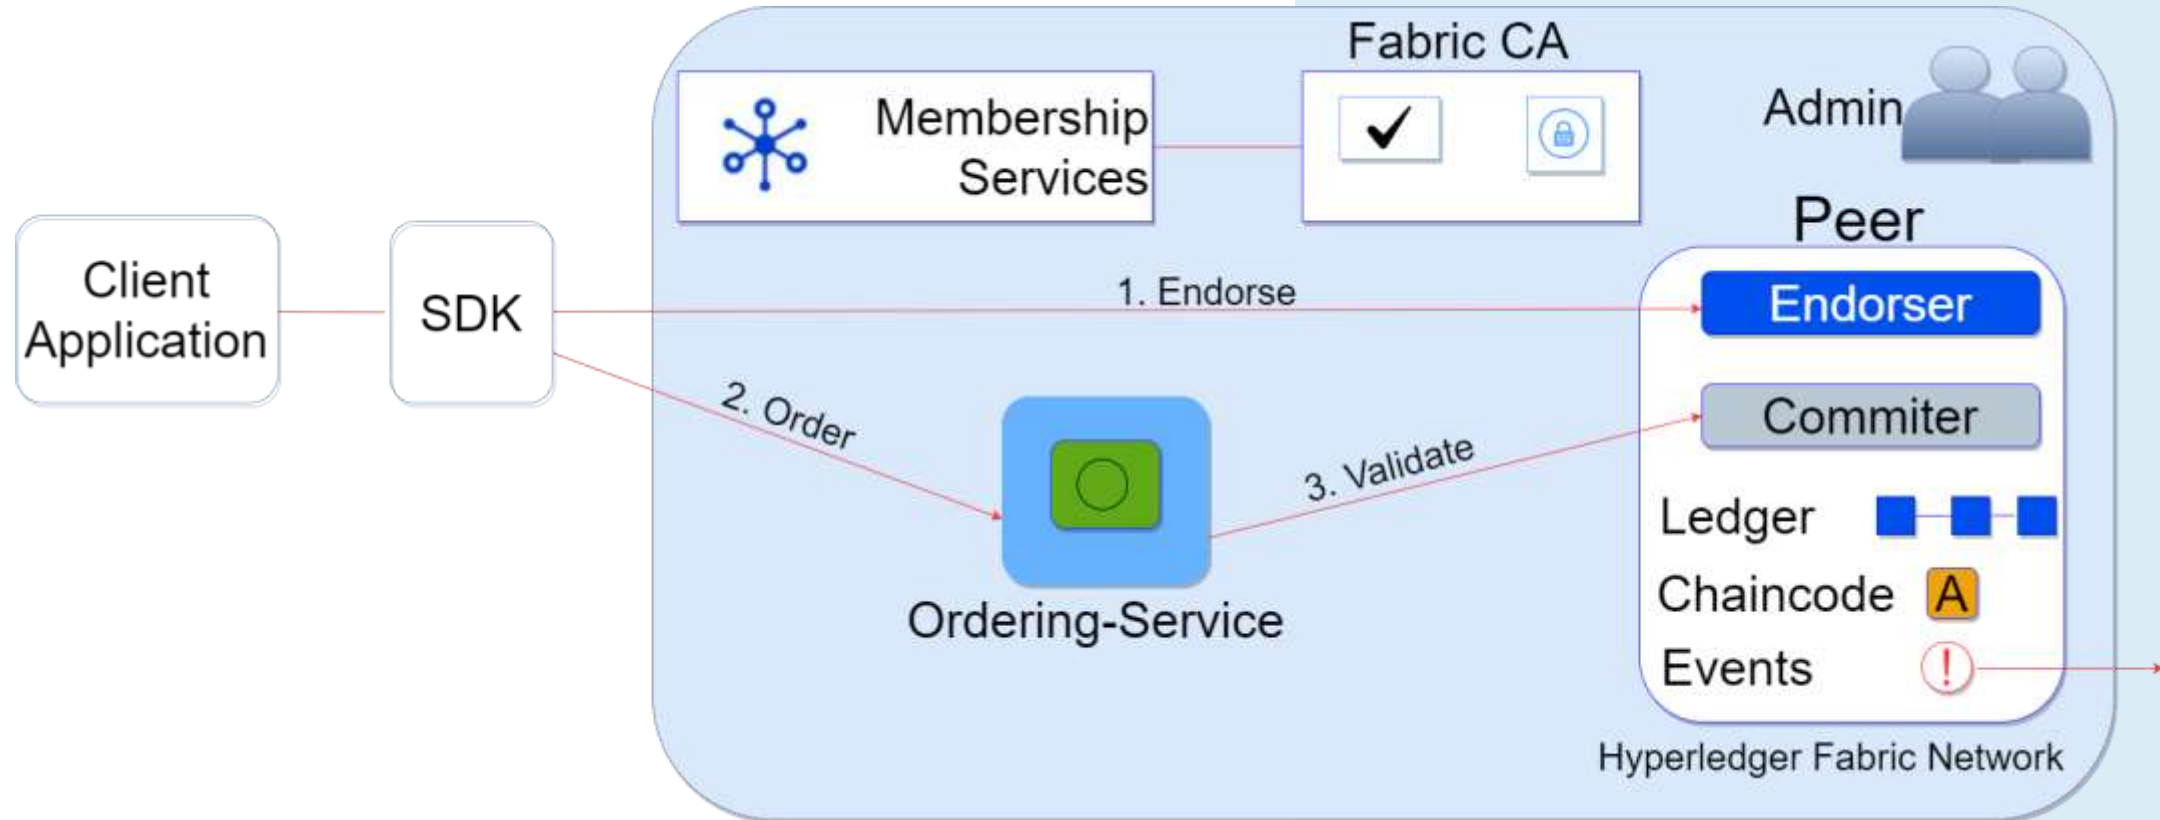 Fabric CA
Membership
Services
Admin
Peer
Client
Application
SDK
1. Endorse
Endorser
2. Order
Commiter
3. Validate
Ledger
Chaincode A
Events !
Ordering-Service
Hyperledger Fabric Network